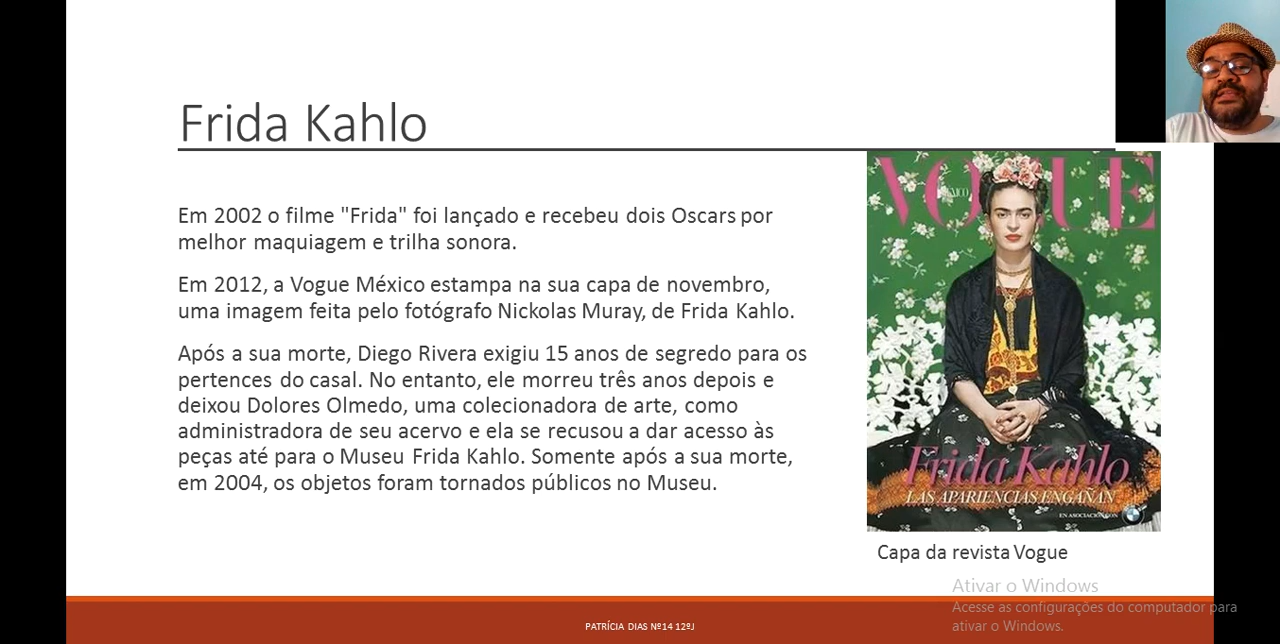 Frida Kahlo
Em 2002 o filme "Frida" foi lançado e recebeu dois Oscars por
melhor maquiagem e trilha sonora.
Em 2012, a Vogue México estampa na sua capa de novembro,
uma imagem feita pelo fotógrafo Nickolas Muray, de Frida Kahlo.
Após a sua morte, Diego Rivera exigiu 15 anos de segredo para os
pertences do casal. No entanto, ele morreu três anos depois e
deixou Dolores Olmedo, uma colecionadora de arte, como
administradora de seu acervo e ela se recusou a dar acesso às
peças até para o Museu Frida Kahlo. Somente após a sua morte,
em 2004, os objetos foram tornados públicos no Museu.
VOGUE
MÉXICO
Frida Kahlo
LAS APARIENCIAS ENGAÑAN
EN ASOCIACIÓN CON
Capa da revista Vogue
Ativar o Windows
Acesse as configurações do computador para
ativar o Windows.
PATRÍCIA DIAS Nº14 12ºJ